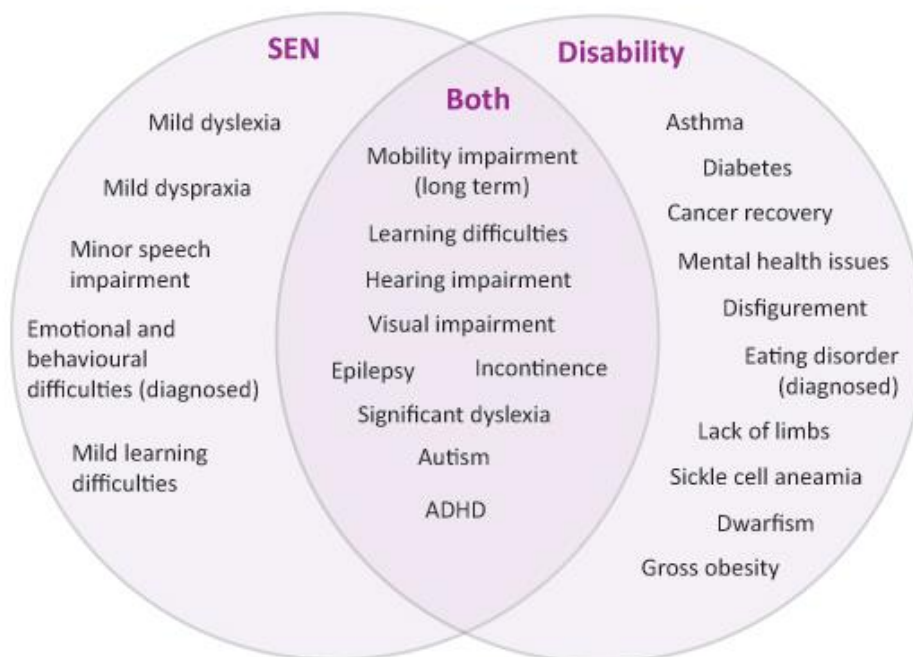 SEN
Mild dyslexia
Mild dyspraxia
Minor speech
impairment
Emotional and
behavioural
difficulties (diagnosed)
Mild learning
difficulties
Both
Mobility impairment
(long term)
Learning difficulties
Hearing impairment
Visual impairment
Epilepsy
Incontinence
Significant dyslexia
Autism
ADHD
Disability
Asthma
Diabetes
Cancer recovery
Mental health issues
Disfigurement
Eating disorder
(diagnosed)
Lack of limbs
Sickle cell aneamia
Dwarfism
Gross obesity